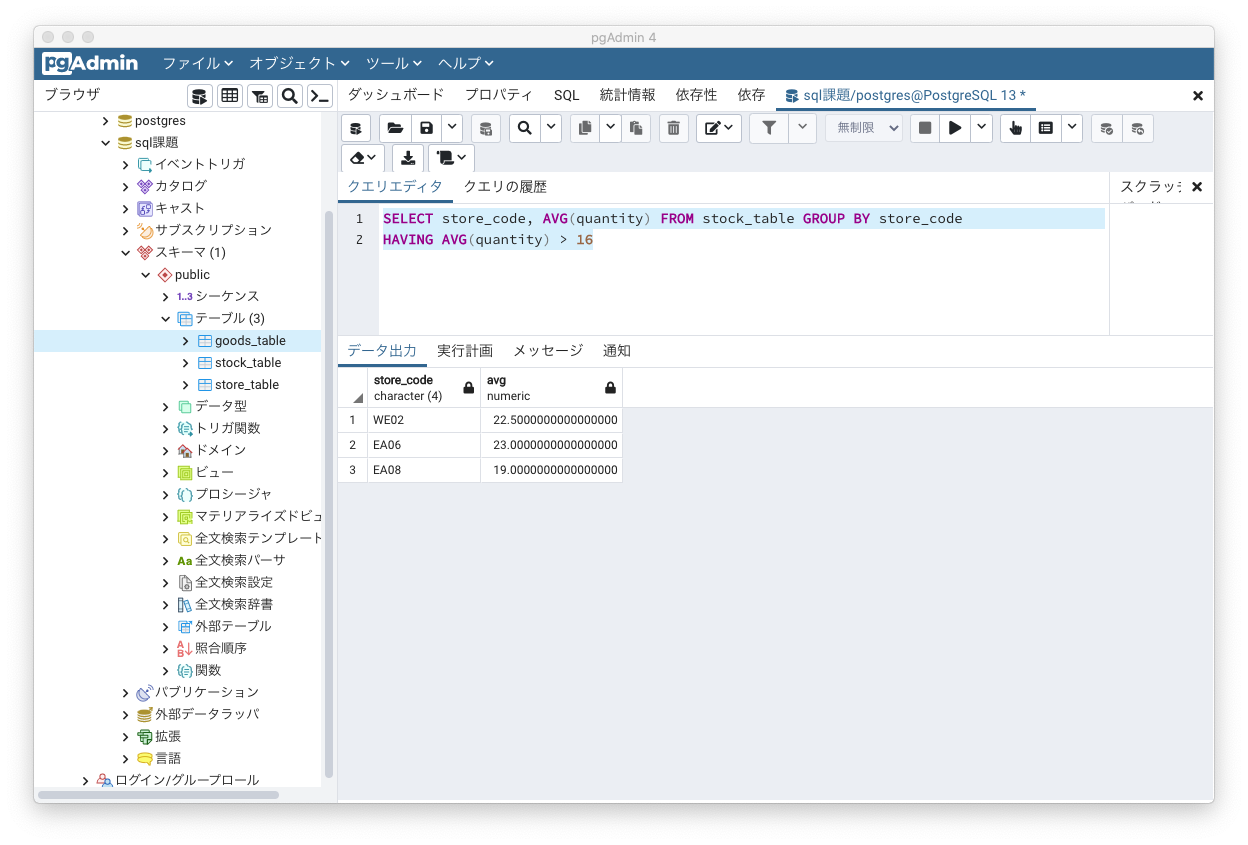 pgAdmin 4
pgAdmin ファイル オブジェクト ツール ヘルプ
ブラウザ
ダッシュボード プロパティ SQL 統計情報 依存性 依存 sql課題/postgres@PostgreSQL 13 *
postgres
sql課題
イベントトリガ
カタログ
キャスト
サブスクリプション
スキーマ (1)
public
1..3 シーケンス
テーブル (3)
goods_table
stock_table
store_table
データ型
トリガ関数
ドメイン
ビュー
プロシージャ
マテリアライズドビュ
全文検索テンプレート
Aa 全文検索パーサ
全文検索設定
全文検索辞書
外部テーブル
照合順序
関数
パブリケーション
外部データラッパ
拡張
言語
ログイン/グループロール
無制限
クエリエディタ クエリの履歴
スクラッチ
1 SELECT store_code, AVG(quantity) FROM stock_table GROUP BY store_code
2 HAVING AVG(quantity) > 16
データ出力 実行計画 メッセージ 通知
store_code avg
character (4) numeric
1 WE02 22.5000000000000000
2 EA06 23.0000000000000000
3 EA08 19.0000000000000000